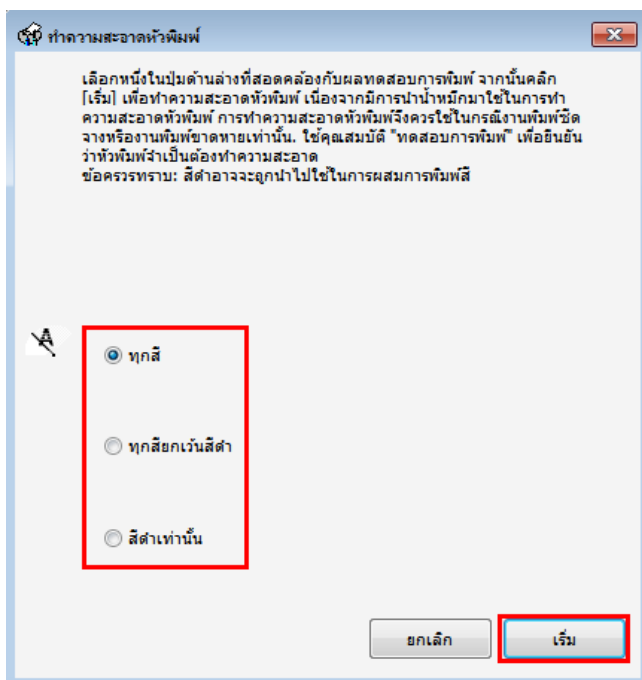 ทำความสะอาดหัวพิมพ์
เลือกหนึ่งในปุ่มด้านล่างที่สอดคล้องกับผลทดสอบการพิมพ์ จากนั้นคลิก
[เริ่ม] เพื่อทำความสะอาดหัวพิมพ์ เนื่องจากมีการนำน้ำหมึกมาใช้ในการทำ
ความสะอาดหัวพิมพ์ การทำความสะอาดหัวพิมพ์จึงควรใช้ในกรณีงานพิมพ์ซีด
จางหรืองานพิมพ์ขาดหายเท่านั้น. ใช้คุณสมบัติ "ทดสอบการพิมพ์" เพื่อยืนยัน
ว่าหัวพิมพ์จำเป็นต้องทำความสะอาด
ข้อควรทราบ: สีดำอาจจะถูกนำไปใช้ในการผสมการพิมพ์สี
ทุกสี
ทุกสียกเว้นสีดำ
สีดำเท่านั้น
ยกเลิก
เริ่ม